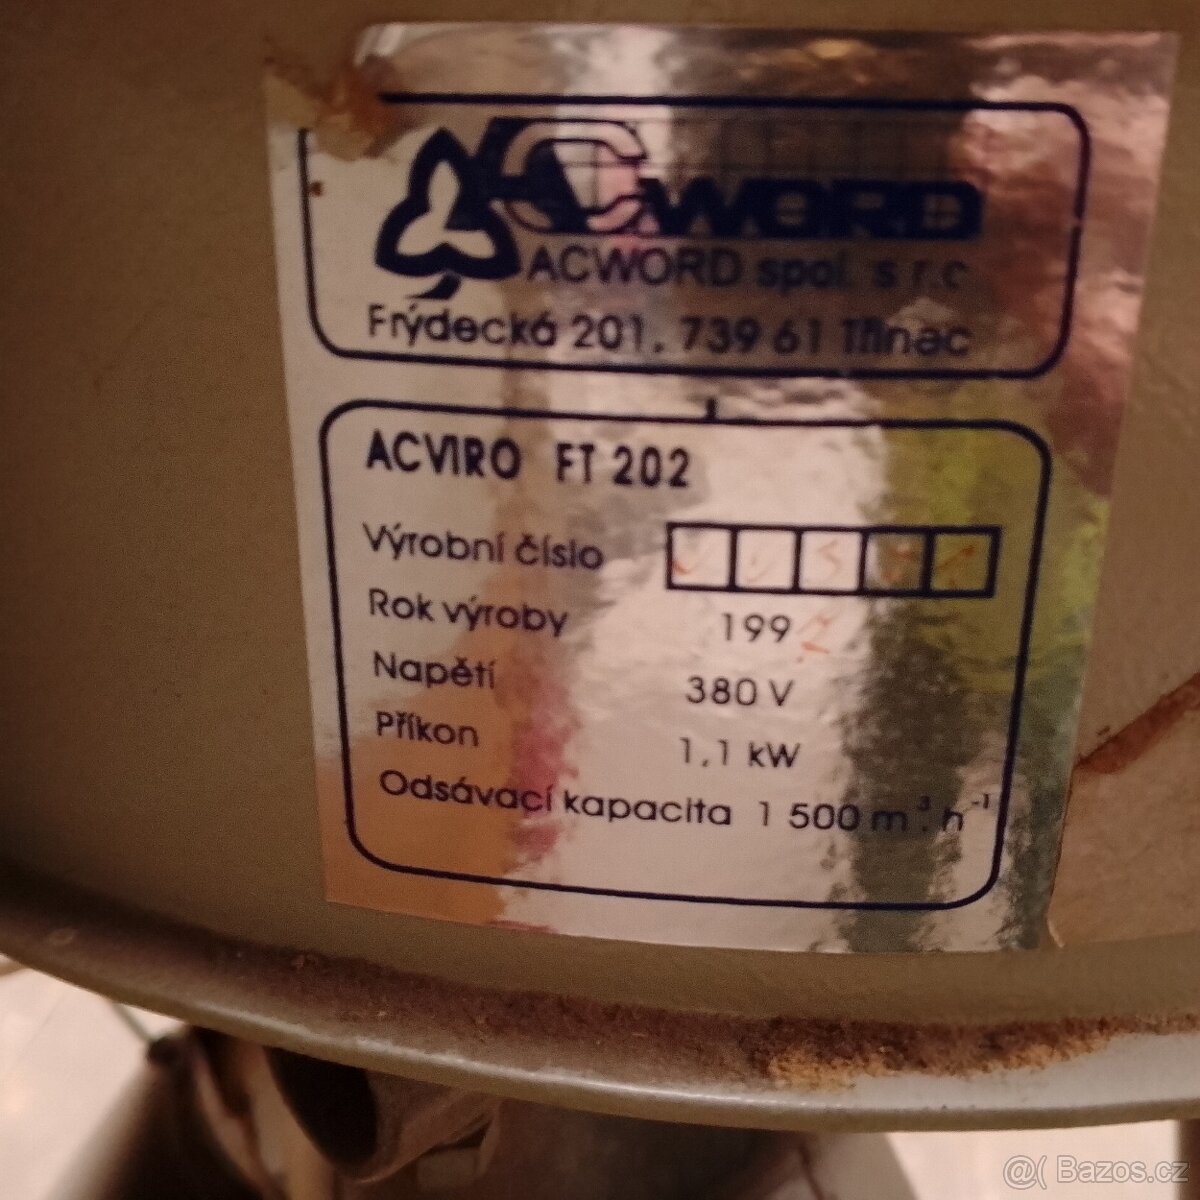 ACWORD
ACWORD spol. s r.o
Frýdecká 201, 739 61 Třinec
ACVIRO FT 202
Výrobní číslo
Rok výroby 199
Napětí 380 V
Příkon 1,1 kW
Odsávací kapacita 1 500 m³.h⁻¹
@( Bazos.cz